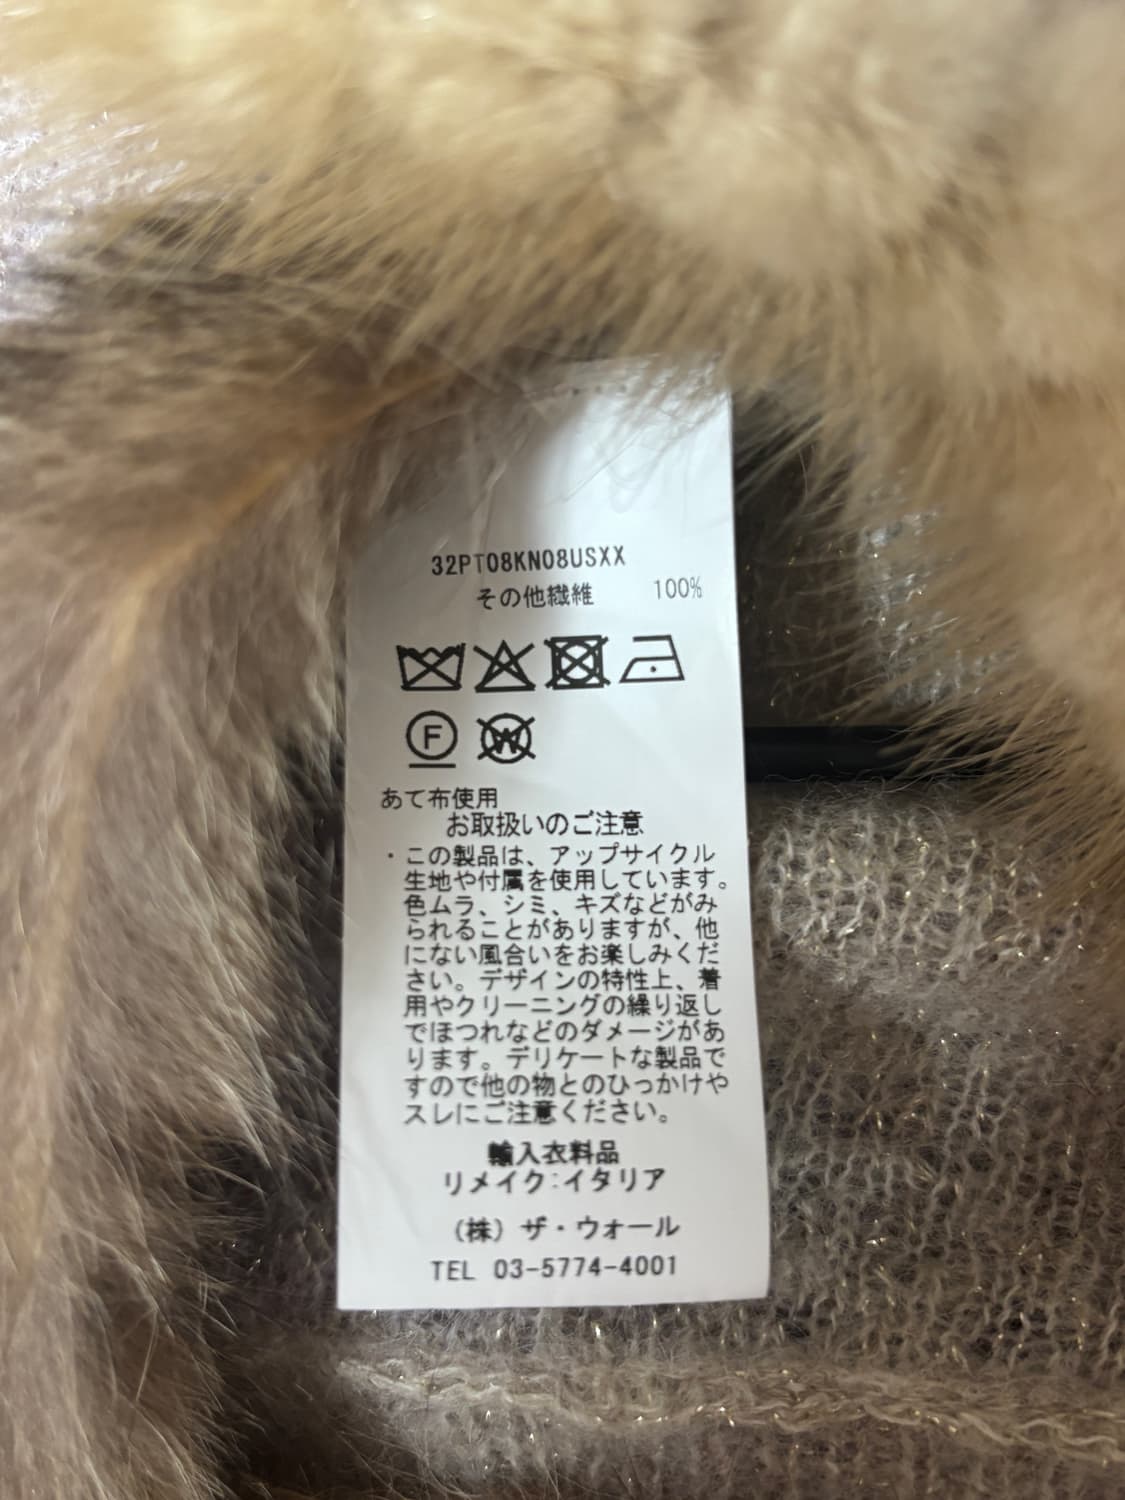 32PT08KN08USXX
その他繊維 100%
F W
あて布使用
お取扱いのご注意
・この製品は、アップサイクル
生地や付属を使用しています。
色ムラ、シミ、キズなどがみ
られることがありますが、他
にない風合いをお楽しみくだ
さい。デザインの特性上、着
用やクリーニングの繰り返し
でほつれなどのダメージがあ
ります。デリケートな製品で
すので他の物とのひっかけや
スレにご注意ください。
輸入衣料品
リメイク:イタリア
（株）ザ・ウォール
TEL 03-5774-4001